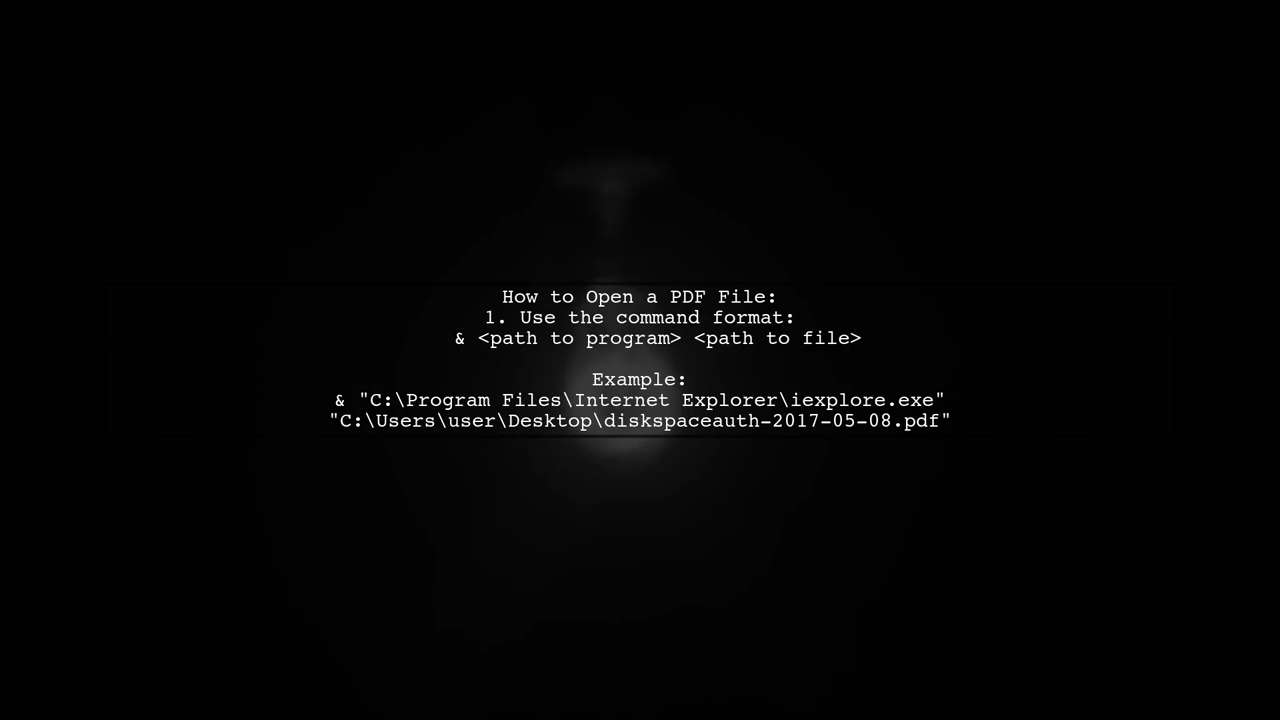 How to Open a PDF File:
1. Use the command format:
& <path to program> <path to file>
Example:
& "C:\Program Files\Internet Explorer\iexplore.exe"
"C:\Users\user\Desktop\diskspaceauth-2017-05-08.pdf"